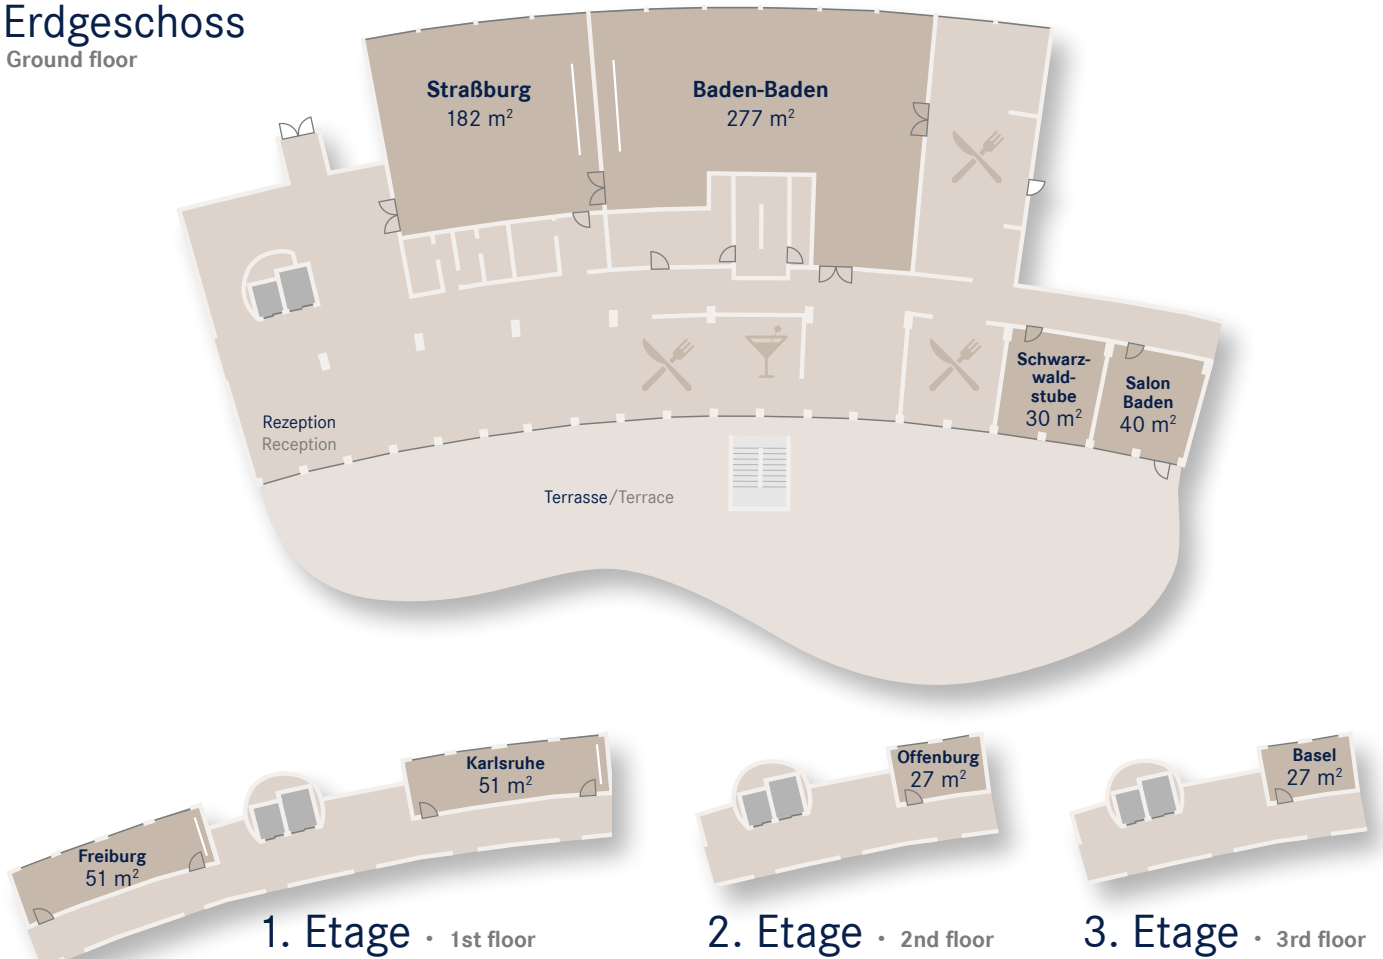 Erdgeschoss
Ground floor
Straßburg
182 m²
Baden-Baden
277 m²
Schwarz-
wald-
stube
30 m²
Salon
Baden
40 m²
Rezeption
Reception
Terrasse/Terrace
Freiburg
51 m²
Karlsruhe
51 m²
1. Etage · 1st floor
Offenburg
27 m²
2. Etage · 2nd floor
Basel
27 m²
3. Etage · 3rd floor